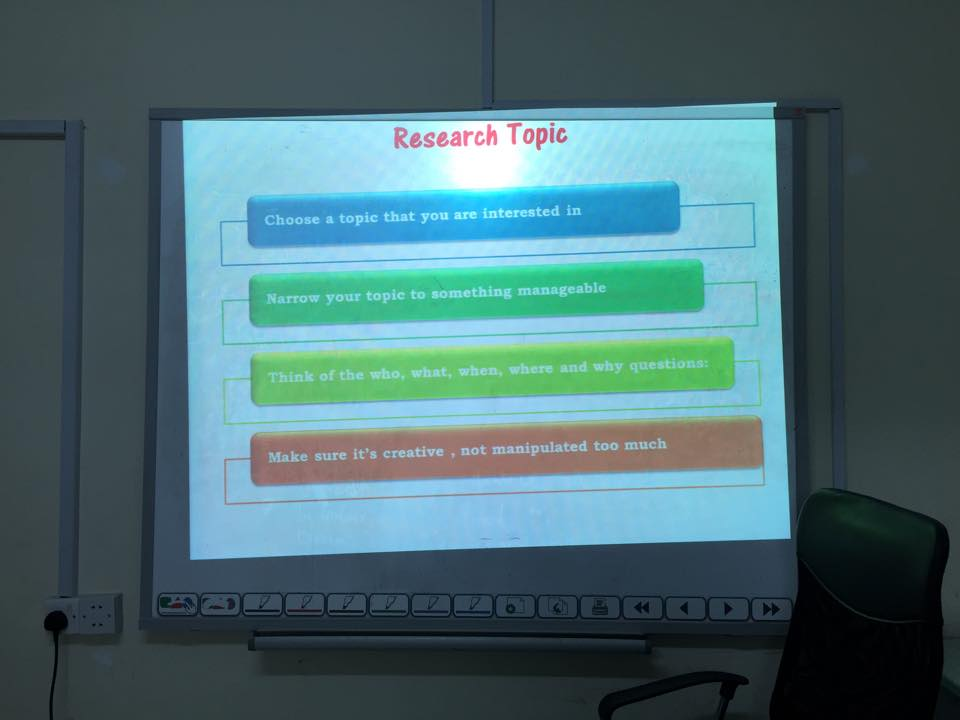 Research Topic
Choose a topic that you are interested in
Narrow your topic to something manageable
Think of the who, what, when, where and why questions:
Make sure it's creative , not manipulated too much